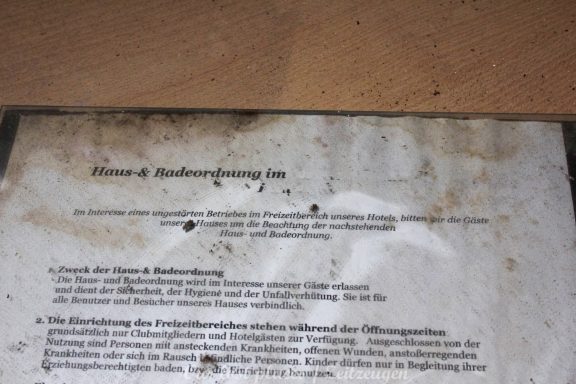 Haus-& Badeordnung im
Im Interesse eines ungestörten Betriebes im Freizeitbereich unseres Hotels, bitten wir die Gäste
unseres Hauses um die Beachtung der nachstehenden
Haus- und Badeordnung.
1. Zweck der Haus-& Badeordnung
Die Haus- und Badeordnung wird im Interesse unserer Gäste erlassen
und dient der Sicherheit, der Hygiene und der Unfallverhütung. Sie ist für
alle Benutzer und Besucher unseres Hauses verbindlich.
2. Die Einrichtung des Freizeitbereiches stehen während der Öffnungszeiten
grundsätzlich nur Clubmitgliedern und Hotelgästen zur Verfügung. Ausgeschlossen von der
Nutzung sind Personen mit ansteckenden Krankheiten, offenen Wunden, anstoßerregenden
Krankheiten oder sich im Rausch befindliche Personen. Kinder dürfen nur in Begleitung ihrer
Erziehungsberechtigten baden, bzw. die Einrichtung benutzen.